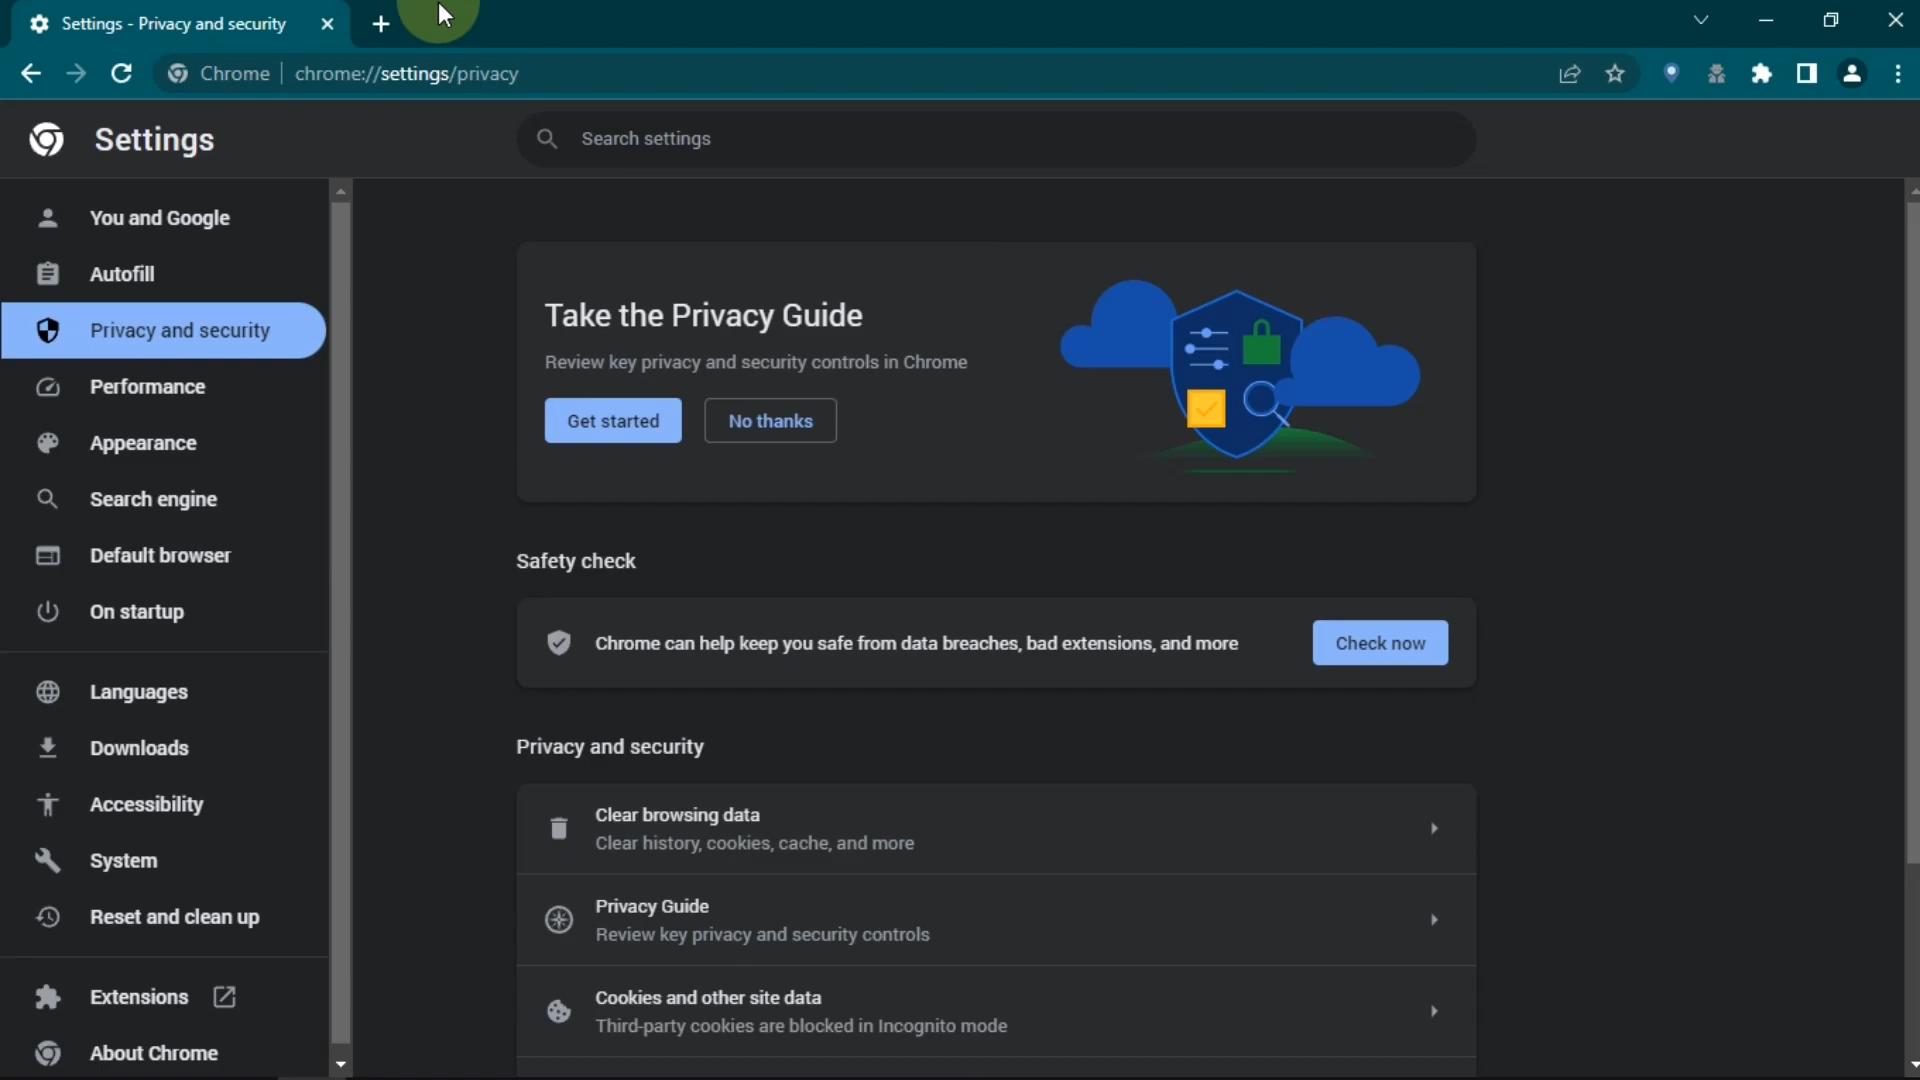 Settings - Privacy and security
Chrome
chrome://settings/privacy
Settings
Search settings
You and Google
Autofill
Privacy and security
Performance
Appearance
Search engine
Default browser
On startup
Languages
Downloads
Accessibility
System
Reset and clean up
Extensions
About Chrome
Take the Privacy Guide
Review key privacy and security controls in Chrome
Get started
No thanks
Safety check
Chrome can help keep you safe from data breaches, bad extensions, and more
Check now
Privacy and security
Clear browsing data
Clear history, cookies, cache, and more
Privacy Guide
Review key privacy and security controls
Cookies and other site data
Third-party cookies are blocked in Incognito mode